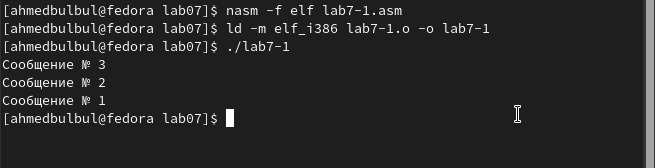 [ahmedbulbul@fedora lab07]$ nasm -f elf lab7-1.asm
[ahmedbulbul@fedora lab07]$ ld -m elf_i386 lab7-1.o -o lab7-1
[ahmedbulbul@fedora lab07]$ ./lab7-1
Сообщение № 3
Сообщение № 2
Сообщение № 1
[ahmedbulbul@fedora lab07]$